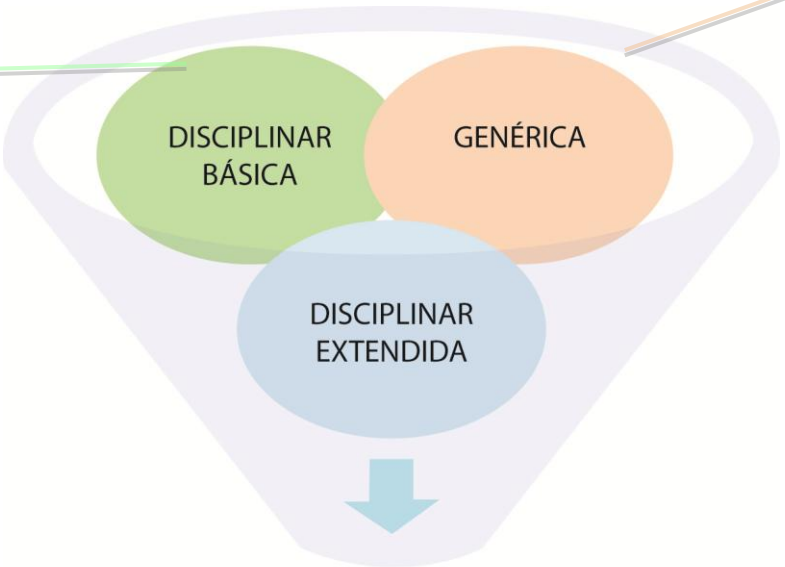 DISCIPLINAR
BÁSICA
GENÉRICA
DISCIPLINAR
EXTENDIDA